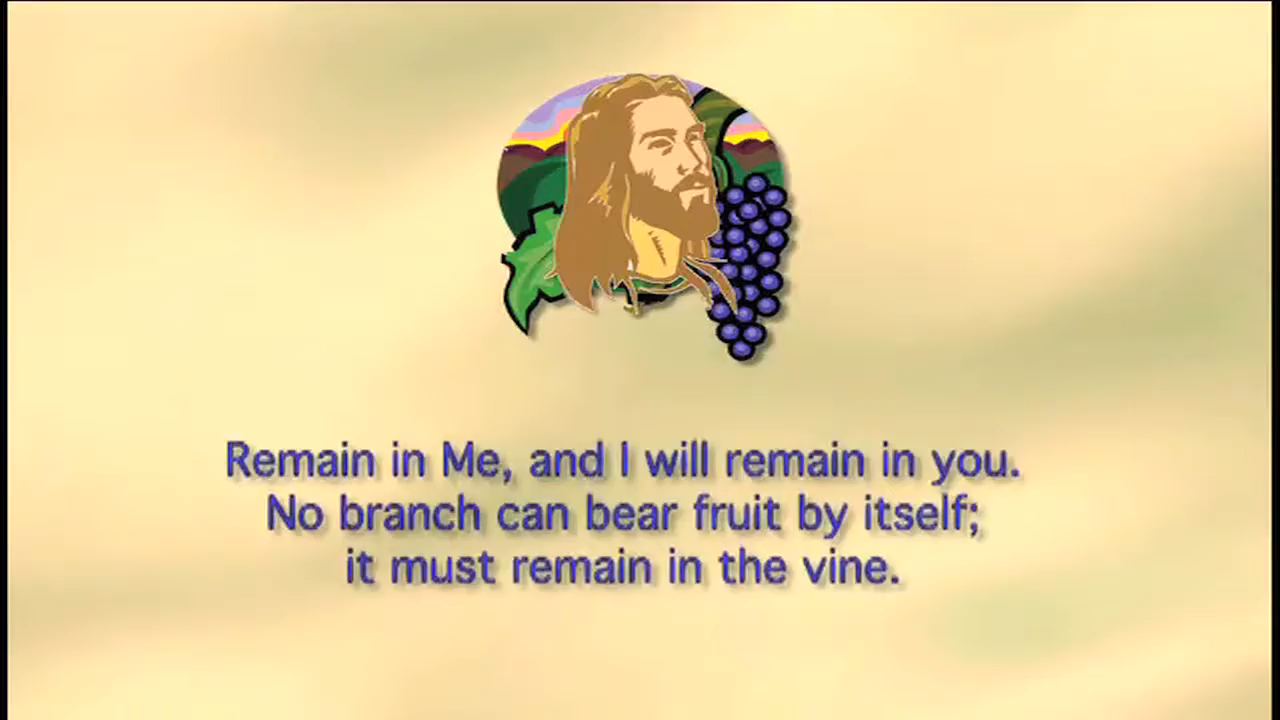 Remain in Me, and I will remain in you.
No branch can bear fruit by itself;
it must remain in the vine.